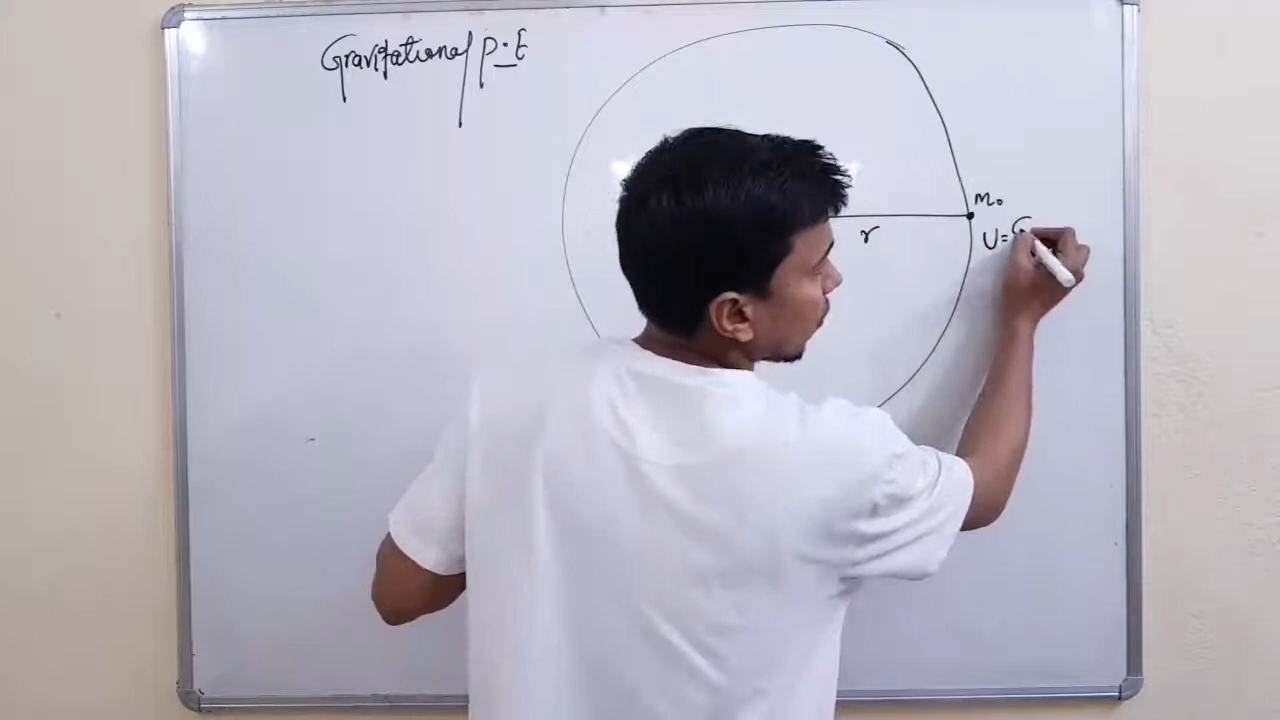 Gravitational P.E
m₀
r
U = G